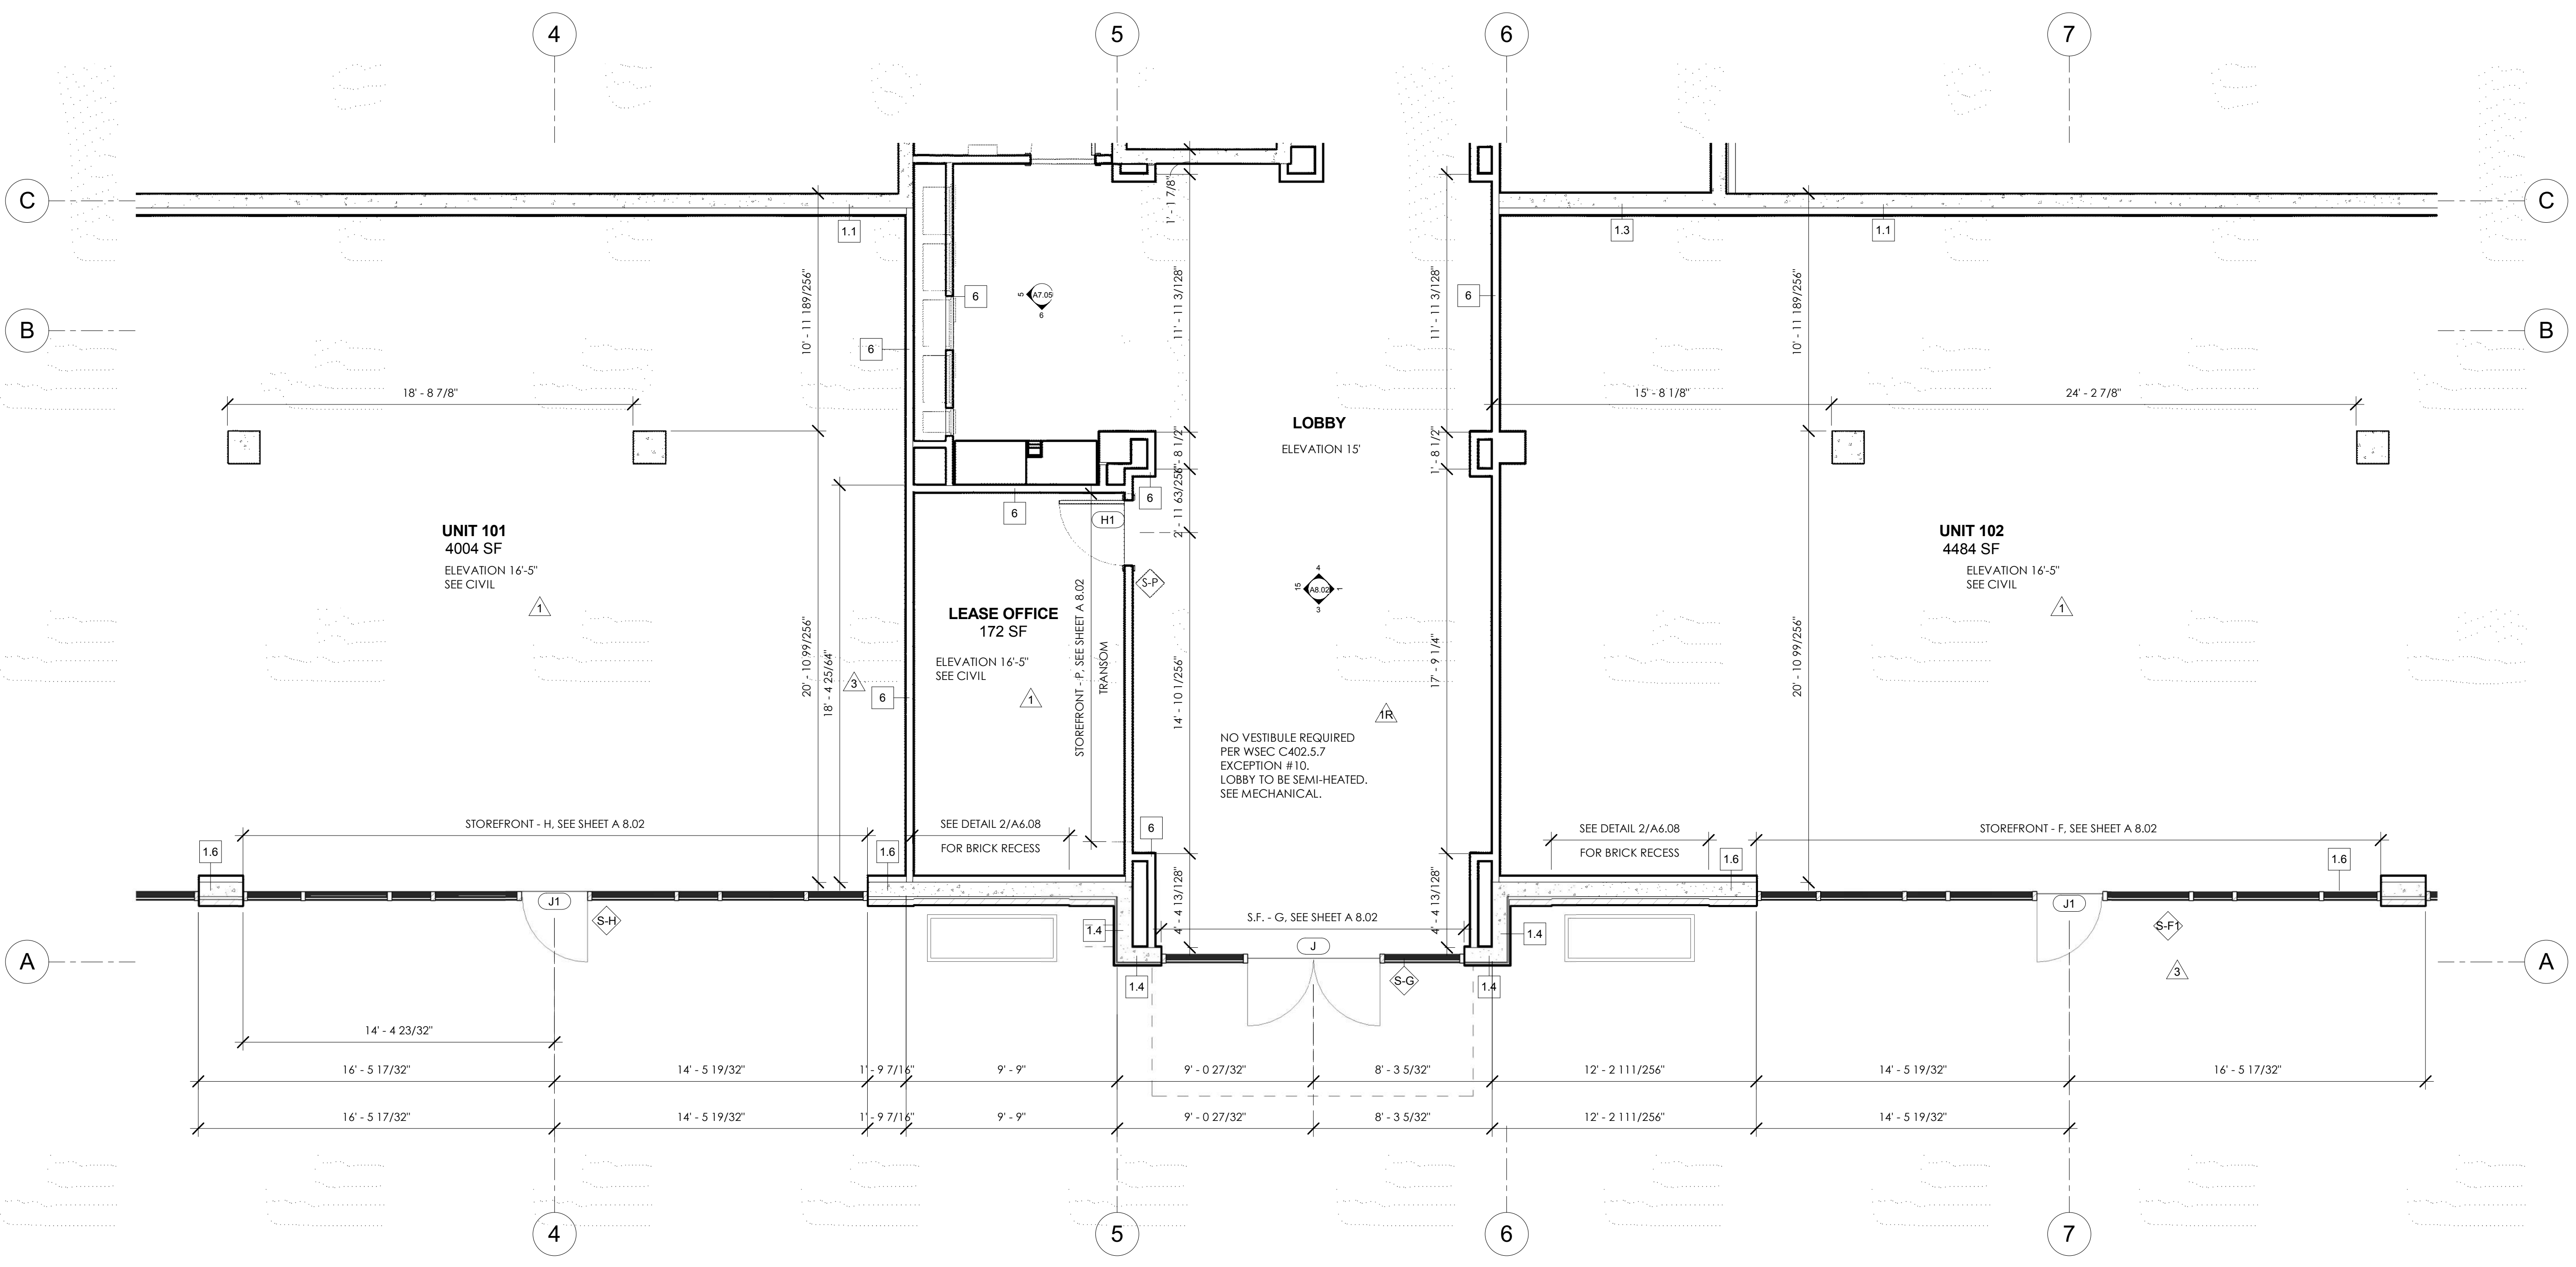 4
5
6
7
C
C
1' - 1 7/8"
1.1
1.3
1.1
10' - 11 189/256"
11' - 11 3/128"
11' - 11 3/128"
10' - 11 189/256"
6
5
A7.05
6
6
B
B
6
18' - 8 7/8"
15' - 8 1/8"
24' - 2 7/8"
LOBBY
ELEVATION 15'
1' - 8 1/2"
6
6
H1
UNIT 101
4004 SF
ELEVATION 16'-5"
SEE CIVIL
1
UNIT 102
4484 SF
ELEVATION 16'-5"
SEE CIVIL
1
S-P
4
15
A8.02
1
3
LEASE OFFICE
172 SF
ELEVATION 16'-5"
SEE CIVIL
1
STOREFRONT - P, SEE SHEET A 8.02
TRANSOM
20' - 10 99/256"
18' - 4 25/64"
3
6
14' - 10 1/256"
17' - 9 1/4"
1R
20' - 10 99/256"
NO VESTIBULE REQUIRED
PER WSEC C402.5.7
EXCEPTION #10.
LOBBY TO BE SEMI-HEATED.
SEE MECHANICAL.
STOREFRONT - H, SEE SHEET A 8.02
SEE DETAIL 2/A6.08
FOR BRICK RECESS
6
SEE DETAIL 2/A6.08
FOR BRICK RECESS
STOREFRONT - F, SEE SHEET A 8.02
1.6
1.6
1.6
1.6
J1
S-H
4' - 4 13/128"
S.F. - G, SEE SHEET A 8.02
4' - 4 13/128"
J1
S-F1
1.4
J
1.4
A
A
3
1.4
S-G
1.4
14' - 4 23/32"
16' - 5 17/32"
14' - 5 19/32"
1' - 9 7/16"
9' - 9"
9' - 0 27/32"
8' - 3 5/32"
12' - 2 111/256"
14' - 5 19/32"
16' - 5 17/32"
16' - 5 17/32"
14' - 5 19/32"
1' - 9 7/16"
9' - 9"
9' - 0 27/32"
8' - 3 5/32"
12' - 2 111/256"
14' - 5 19/32"
4
5
6
7